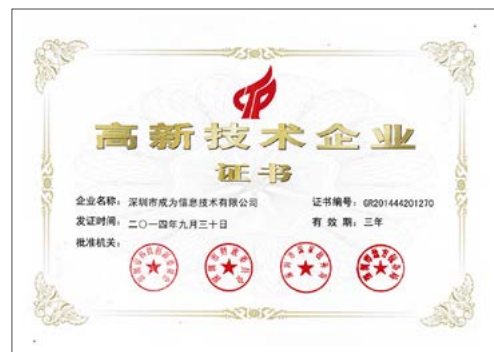 高新技术企业
证书
企业名称: 深圳市成为信息技术有限公司
证书编号: GR201444201270
发证时间: 二〇一四年九月三十日
有效期: 三年
批准机关: